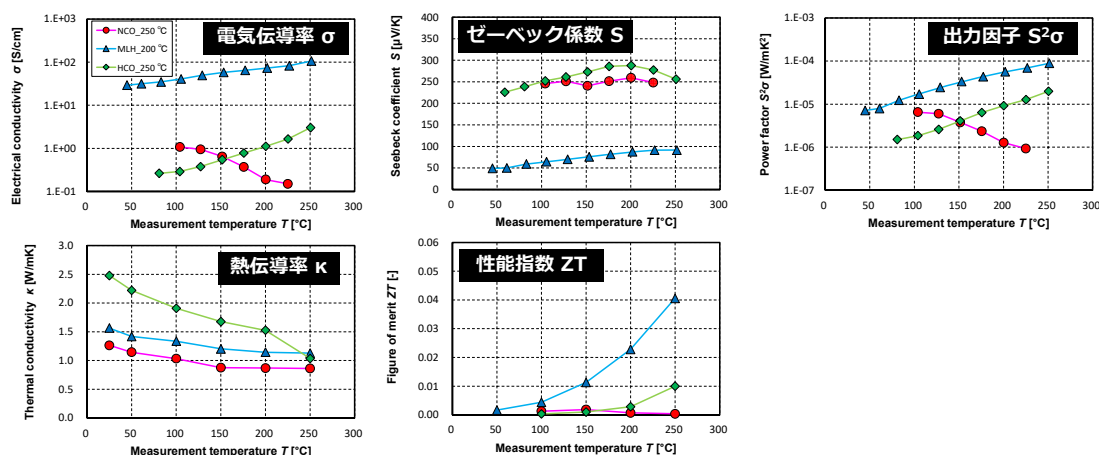 電気伝導率 σ
Electrical conductivity σ [S/cm]
1.E+03
1.E+02
1.E+01
1.E+00
1.E-01
NCO_250 ℃
MLH_200 ℃
HCO_250 ℃
0 50 100 150 200 250 300
Measurement temperature T [°C]
ゼーベック係数 S
Seebeck coefficient S [µV/K]
400
350
300
250
200
150
100
50
0
0 50 100 150 200 250 300
Measurement temperature T [°C]
出力因子 S²σ
Power factor S²σ [W/mK²]
1.E-03
1.E-04
1.E-05
1.E-06
1.E-07
0 50 100 150 200 250 300
Measurement temperature T [°C]
熱伝導率 κ
Thermal conductivity κ [W/mK]
3.0
2.5
2.0
1.5
1.0
0.5
0.0
0 50 100 150 200 250 300
Measurement temperature T [°C]
性能指数 ZT
Figure of merit ZT [-]
0.06
0.05
0.04
0.03
0.02
0.01
0.00
0 50 100 150 200 250 300
Measurement temperature T [°C]